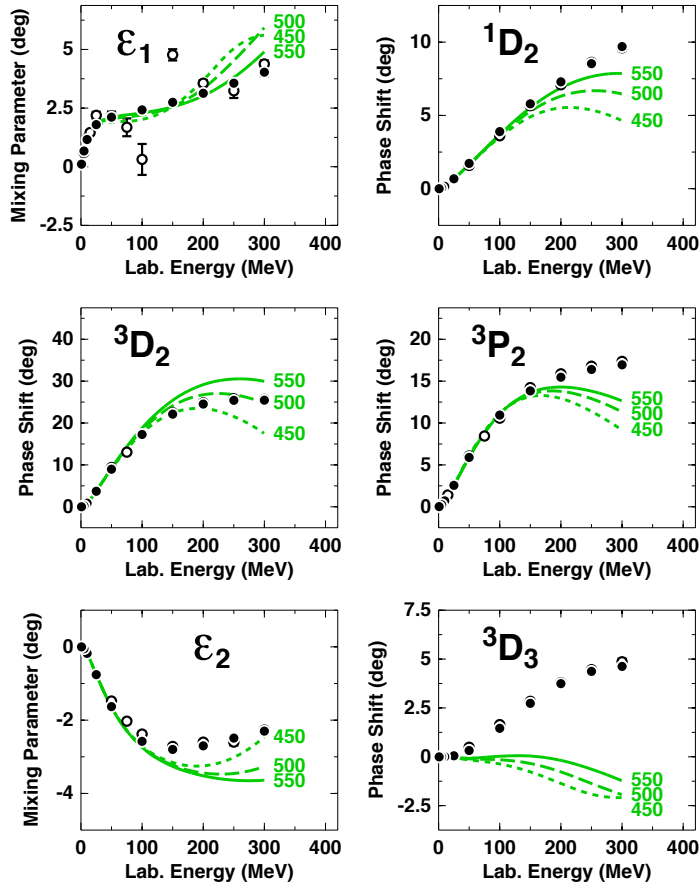 ε1
Mixing Parameter (deg)
-2.5
0
2.5
5
500
450
550
0 100 200 300 400
Lab. Energy (MeV)
1D2
Phase Shift (deg)
0
5
10
550
500
450
0 100 200 300 400
Lab. Energy (MeV)
3D2
Phase Shift (deg)
0
10
20
30
40
550
500
450
0 100 200 300 400
Lab. Energy (MeV)
3P2
Phase Shift (deg)
0
5
10
15
20
550
500
450
0 100 200 300 400
Lab. Energy (MeV)
ε2
Mixing Parameter (deg)
-4
-2
0
450
500
550
0 100 200 300 400
Lab. Energy (MeV)
3D3
Phase Shift (deg)
-2.5
0
2.5
5
7.5
550
500
450
0 100 200 300 400
Lab. Energy (MeV)